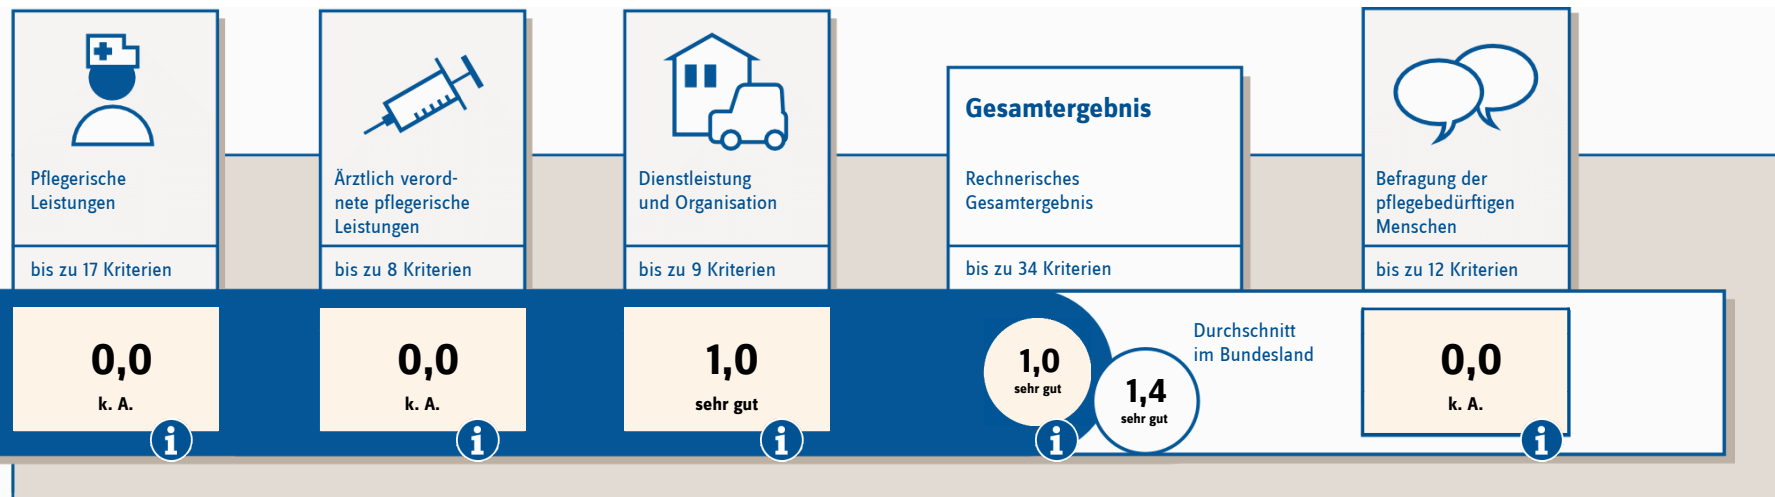 Pflegerische
Leistungen
bis zu 17 Kriterien
0,0
k. A.
Ärztlich verord-
nete pflegerische
Leistungen
bis zu 8 Kriterien
0,0
k. A.
Dienstleistung
und Organisation
bis zu 9 Kriterien
1,0
sehr gut
Gesamtergebnis
Rechnerisches
Gesamtergebnis
bis zu 34 Kriterien
1,0
sehr gut
1,4
sehr gut
Durchschnitt
im Bundesland
Befragung der
pflegebedürftigen
Menschen
bis zu 12 Kriterien
0,0
k. A.